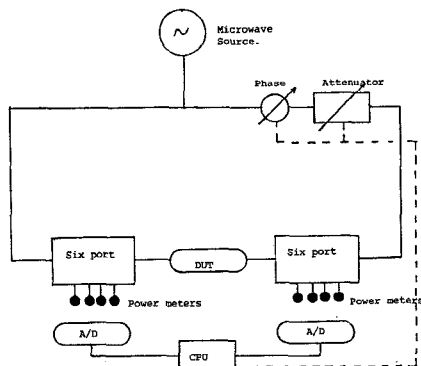 Microwave
Source.
Phase
Attenuator
Six port
DUT
Six port
Power meters
Power meters
A/D
A/D
CPU